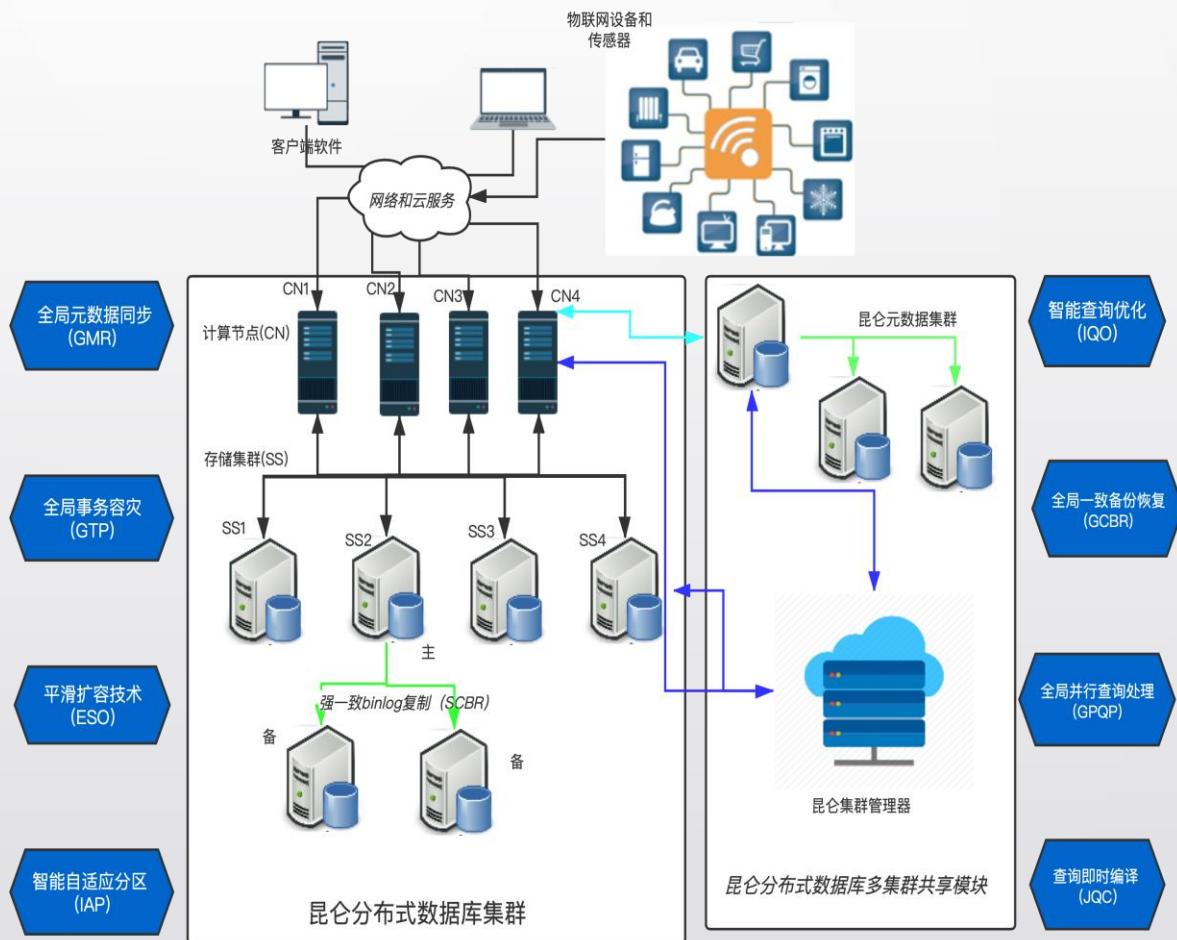 物联网设备和
传感器
客户端软件
网络和云服务
CN1
CN2
CN3
CN4
计算节点(CN)
存储集群(SS)
SS1
SS2
SS3
SS4
主
强一致binlog复制（SCBR）
备
备
昆仑分布式数据库集群
昆仑元数据集群
昆仑集群管理器
昆仑分布式数据库多集群共享模块
全局元数据同步
(GMR)
全局事务容灾
(GTP)
平滑扩容技术
(ESO)
智能自适应分区
(IAP)
智能查询优化
(IQO)
全局一致备份恢复
(GCBR)
全局并行查询处理
(GPQP)
查询即时编译
(JQC)